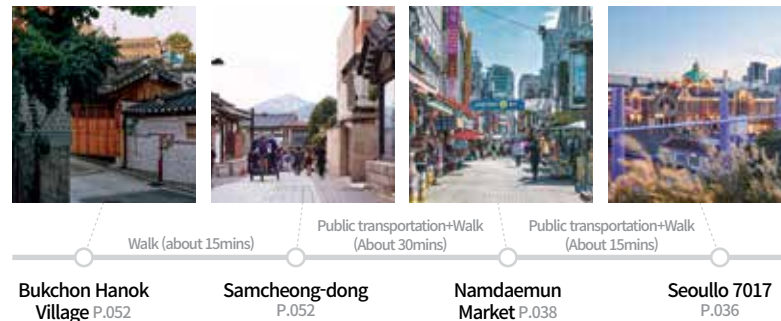 Walk (about 15mins)
Public transportation+Walk
(About 30mins)
Public transportation+Walk
(About 15mins)
Bukchon Hanok
Village P.052
Samcheong-dong
P.052
Namdaemun
Market P.038
Seoullo 7017
P.036